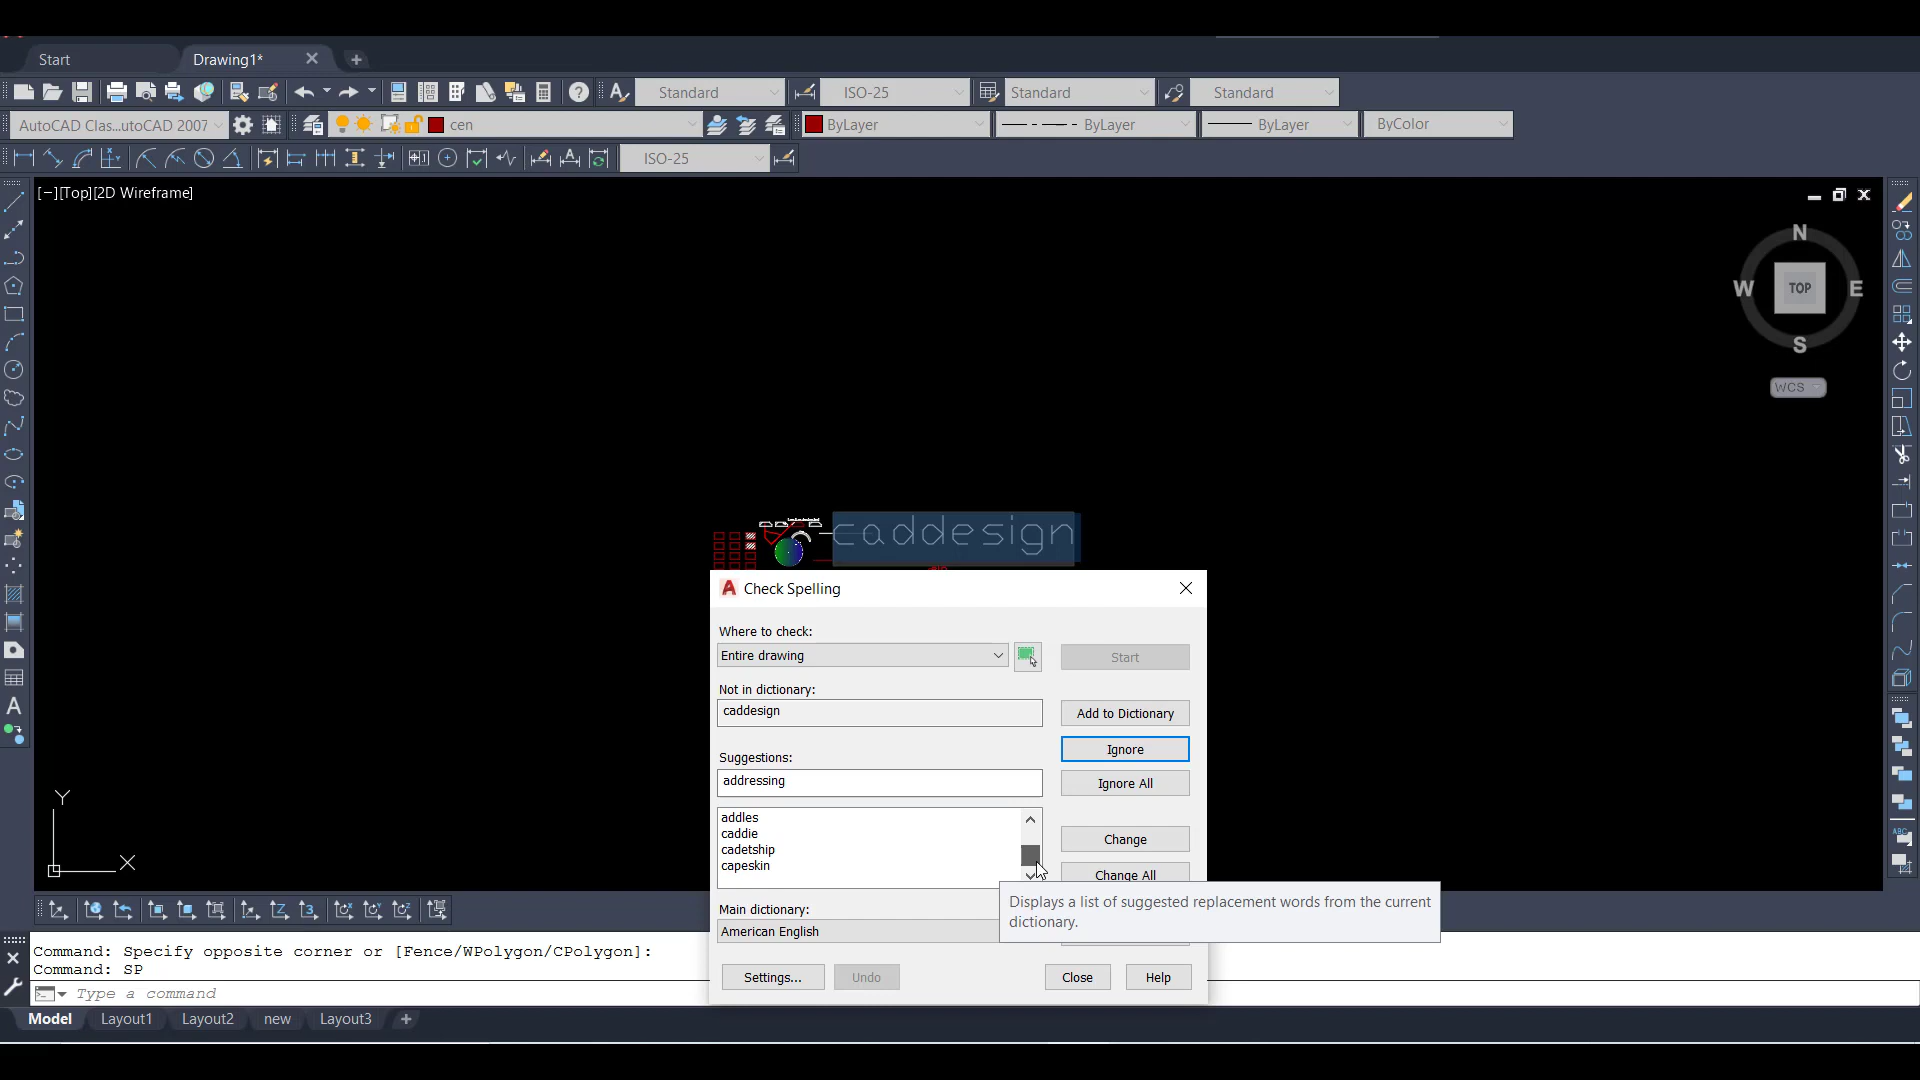 Start
Drawing1*
Standard
ISO-25
Standard
Standard
AutoCAD Clas...utoCAD 2007
cen
ByLayer
ByLayer
ByLayer
ByColor
ISO-25
[−][Top][2D Wireframe]
N
W
TOP
E
S
WCS
caddesign
Check Spelling
Where to check:
Entire drawing
Start
Not in dictionary:
caddesign
Add to Dictionary
Ignore
Suggestions:
addressing
Ignore All
addles
caddie
cadetship
capeskin
Change
Change All
Displays a list of suggested replacement words from the current
dictionary.
Main dictionary:
American English
Settings...
Undo
Close
Help
Y
X
Command: Specify opposite corner or [Fence/WPolygon/CPolygon]:
Command: SP
Type a command
Model
Layout1
Layout2
new
Layout3